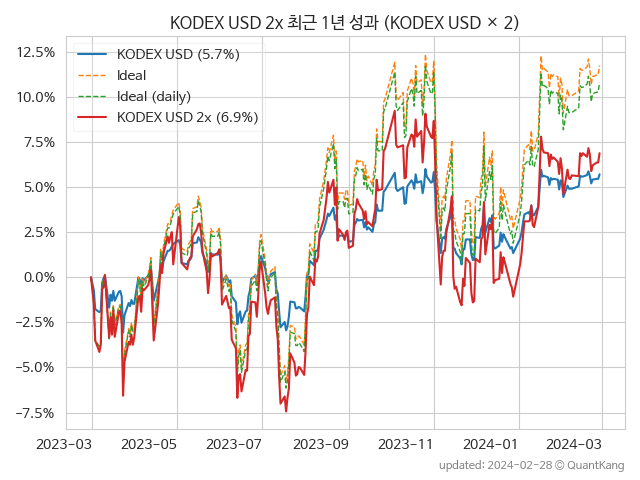 KODEX USD 2x 최근 1년 성과 (KODEX USD × 2)
12.5%
10.0%
7.5%
5.0%
2.5%
0.0%
−2.5%
−5.0%
−7.5%
KODEX USD (5.7%)
Ideal
Ideal (daily)
KODEX USD 2x (6.9%)
2023-03 2023-05 2023-07 2023-09 2023-11 2024-01 2024-03
updated: 2024-02-28 © QuantKang